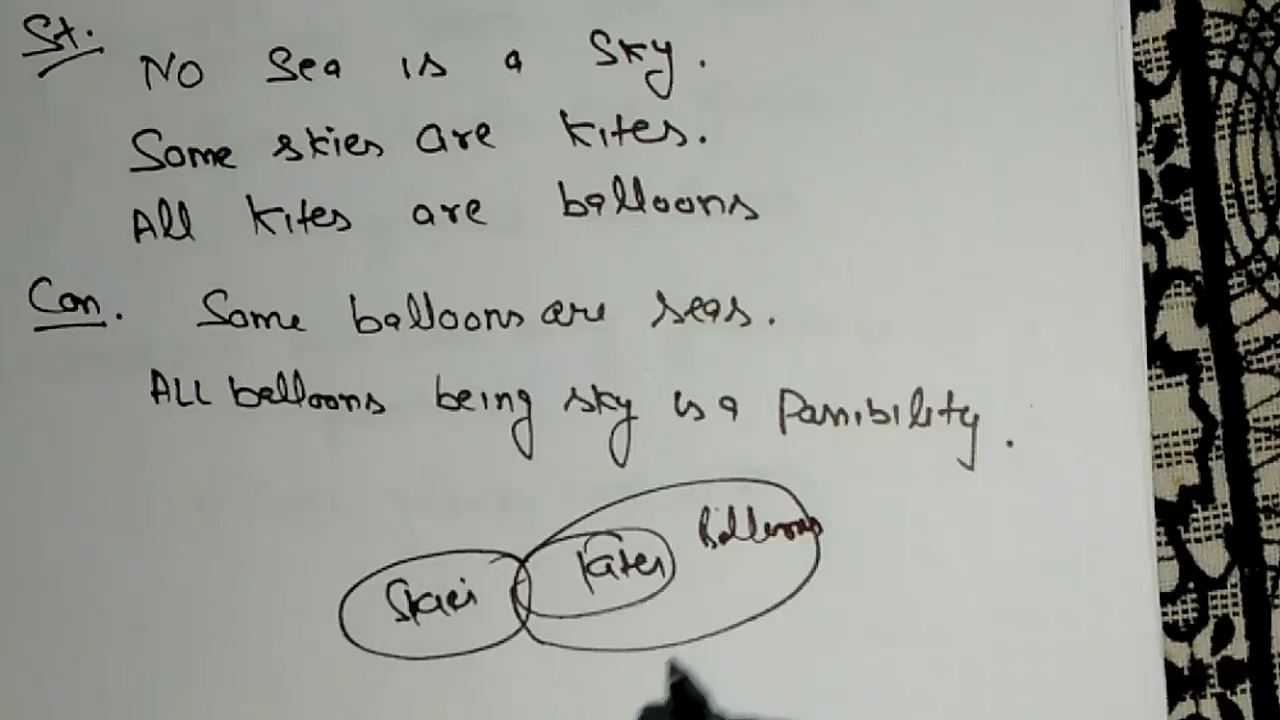 St.
No Sea is a Sky.
Some skies are kites.
All kites are balloons
Con. Some balloons are seas.
ALL balloons being sky is a Possibility.
Skies
Kites
Balloons